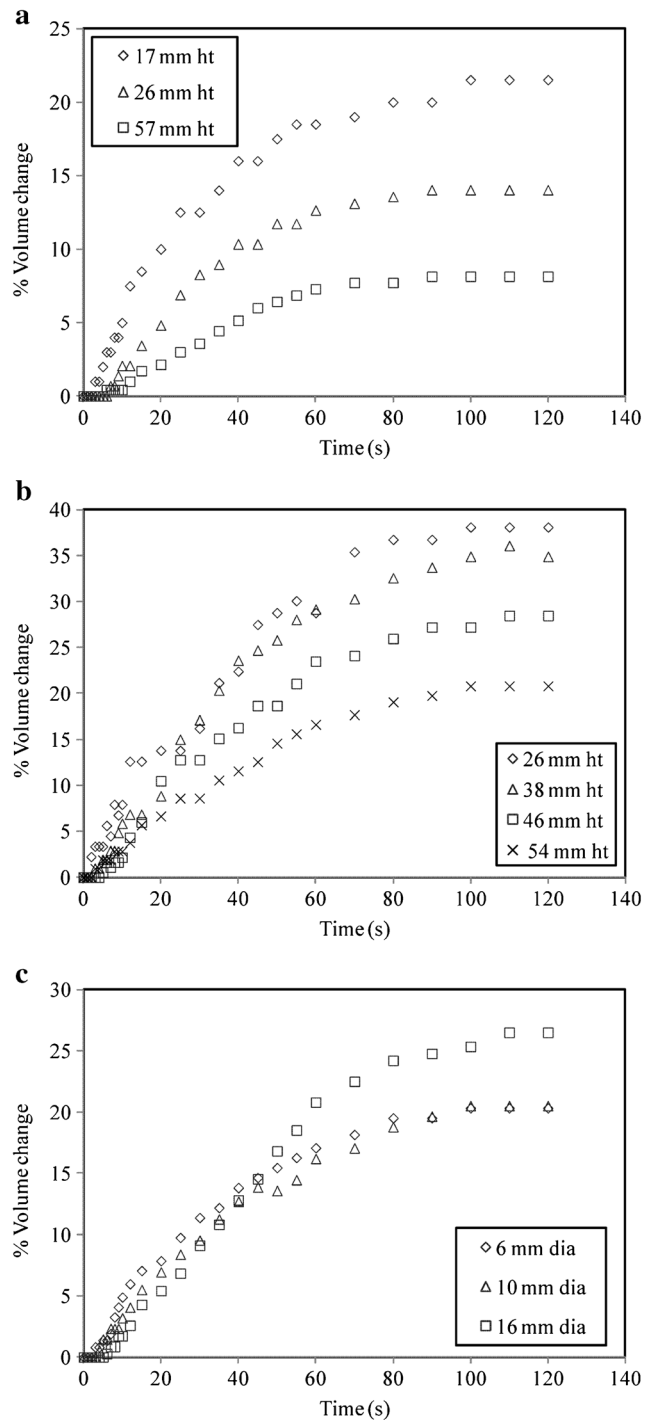 a
25
20
15
10
5
0
% Volume change
17 mm ht
26 mm ht
57 mm ht
0 20 40 60 80 100 120 140
Time (s)
b
40
35
30
25
20
15
10
5
0
% Volume change
26 mm ht
38 mm ht
46 mm ht
54 mm ht
0 20 40 60 80 100 120 140
Time (s)
c
30
25
20
15
10
5
0
% Volume change
6 mm dia
10 mm dia
16 mm dia
0 20 40 60 80 100 120 140
Time (s)